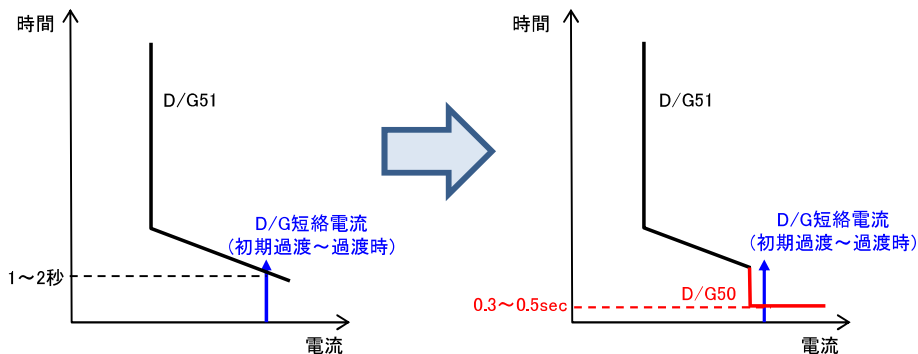 時間
D/G51
D/G短絡電流
(初期過渡～過渡時)
1～2秒
電流
時間
D/G51
D/G短絡電流
(初期過渡～過渡時)
D/G50
0.3～0.5sec
電流